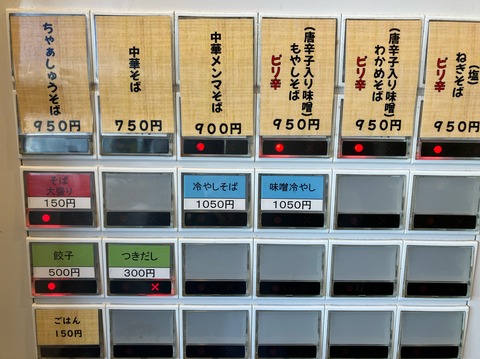 ちゃあしゅうそば
950円
中華そば
750円
中華メンマそば
900円
(唐辛子入り味噌)
もやしそば
ピリ辛
950円
(唐辛子入り味噌)
わかめそば
ピリ辛
950円
(塩)
ねぎそば
ピリ辛
950円
そば
大盛り
150円
冷やしそば
1050円
味噌冷やし
1050円
餃子
500円
つきだし
300円
ごはん
150円